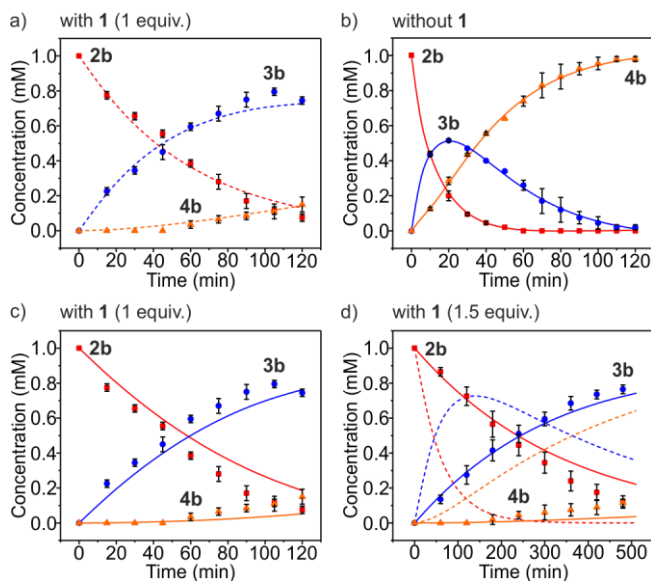 a) with 1 (1 equiv.)
b) without 1
Concentration (mM)
1.0
0.8
0.6
0.4
0.2
0.0
2b
3b
4b
0 20 40 60 80 100 120
Time (min)
Concentration (mM)
1.0
0.8
0.6
0.4
0.2
0.0
2b
3b
4b
0 20 40 60 80 100 120
Time (min)
c) with 1 (1 equiv.)
d) with 1 (1.5 equiv.)
Concentration (mM)
1.0
0.8
0.6
0.4
0.2
0.0
2b
3b
4b
0 20 40 60 80 100 120
Time (min)
Concentration (mM)
1.0
0.8
0.6
0.4
0.2
0.0
2b
3b
4b
0 100 200 300 400 500
Time (min)